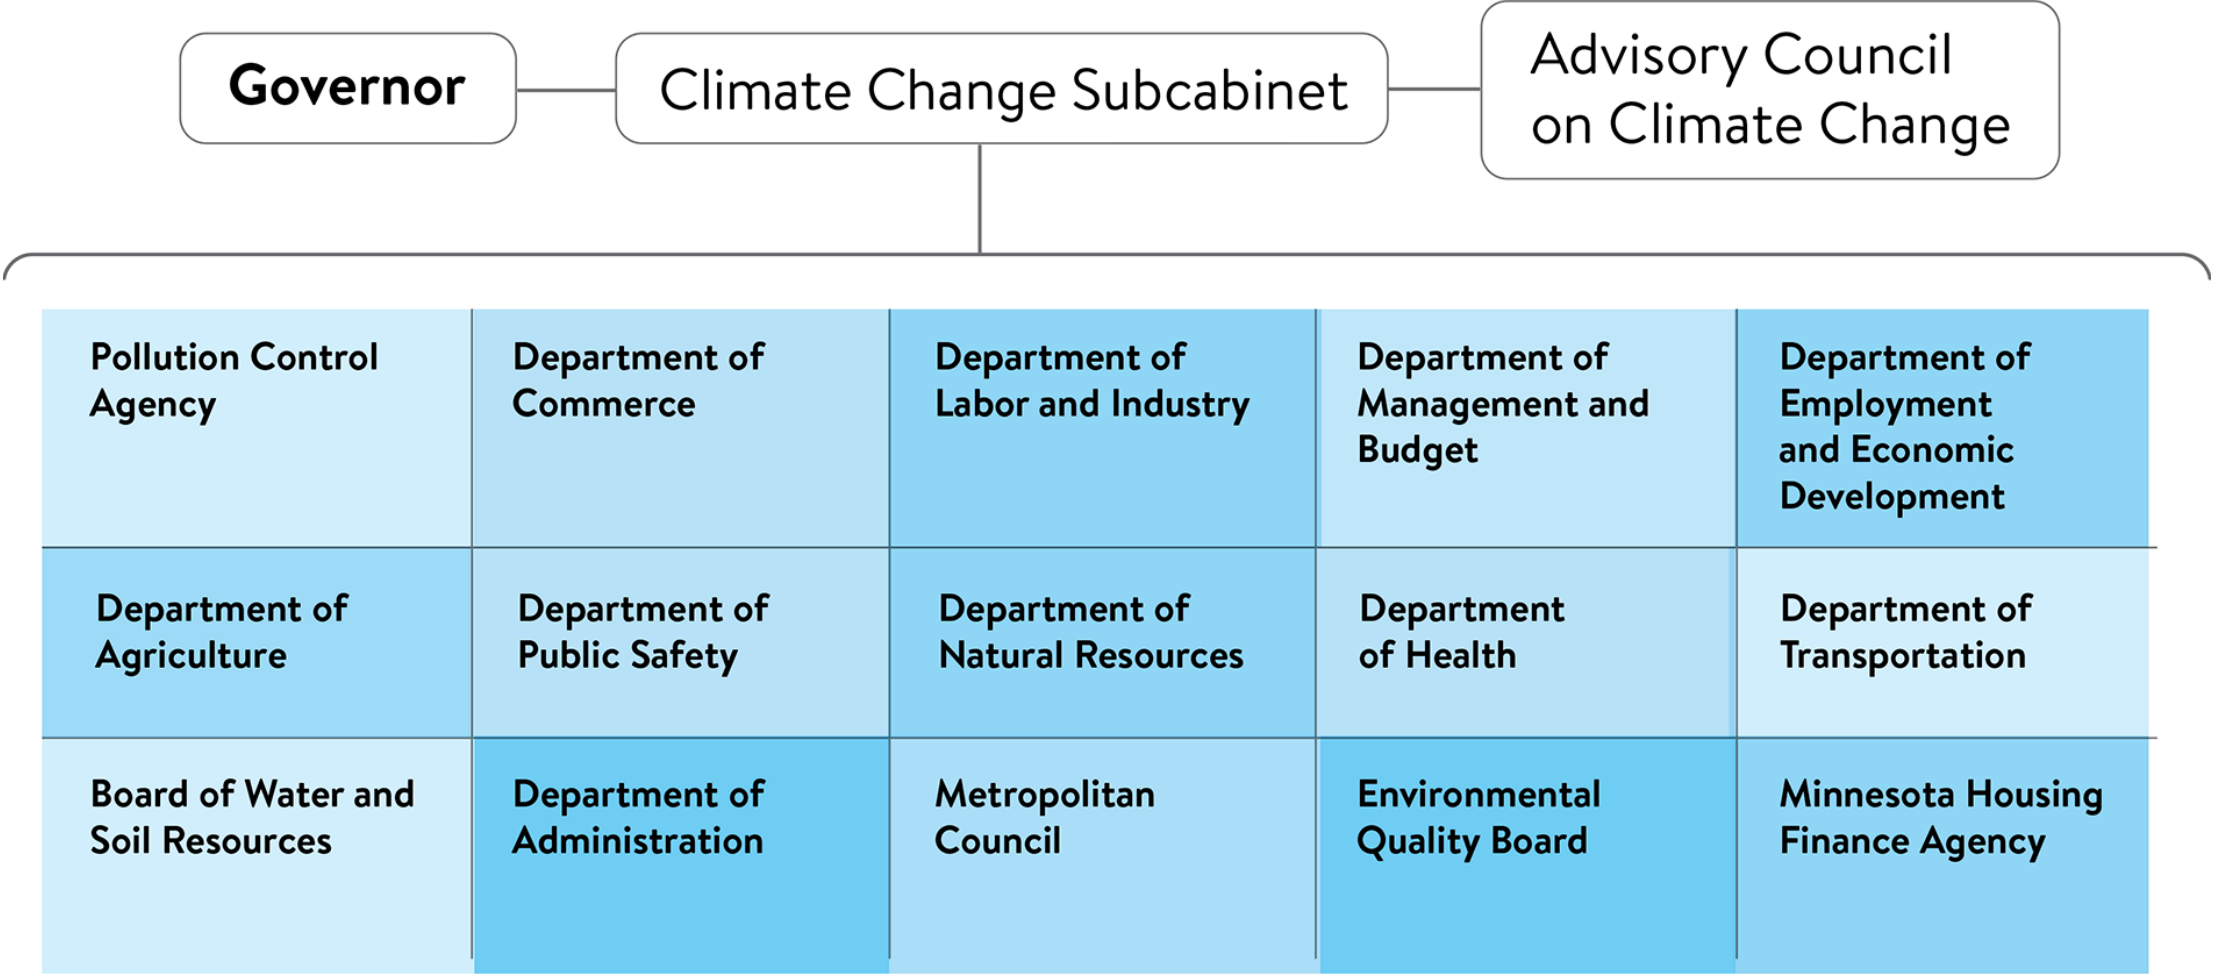 Governor
Climate Change Subcabinet
Advisory Council
on Climate Change
Pollution Control
Agency
Department of
Commerce
Department of
Labor and Industry
Department of
Management and
Budget
Department of
Employment
and Economic
Development
Department of
Agriculture
Department of
Public Safety
Department of
Natural Resources
Department
of Health
Department of
Transportation
Board of Water and
Soil Resources
Department of
Administration
Metropolitan
Council
Environmental
Quality Board
Minnesota Housing
Finance Agency